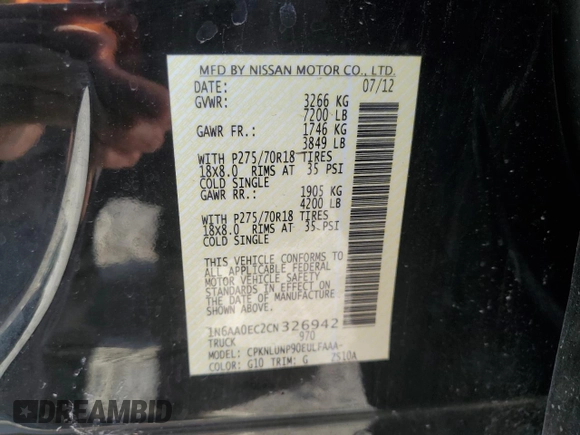 MFD BY NISSAN MOTOR CO., LTD.
DATE: 07/12
GVWR: 3266 KG
7200 LB
GAWR FR.: 1746 KG
3849 LB
WITH P275/70R18 TIRES
18X8.0 RIMS AT 35 PSI
COLD SINGLE
GAWR RR.: 1905 KG
4200 LB
WITH P275/70R18 TIRES
18X8.0 RIMS AT 35 PSI
COLD SINGLE
THIS VEHICLE CONFORMS TO
ALL APPLICABLE FEDERAL
MOTOR VEHICLE SAFETY
STANDARDS IN EFFECT ON
THE DATE OF MANUFACTURE
SHOWN ABOVE.
1N6AA0EC2CN326942
TRUCK 970
MODEL: CPKNLUNP90EULFAAA-
COLOR: G10 TRIM: G ZS10A
DREAMBID